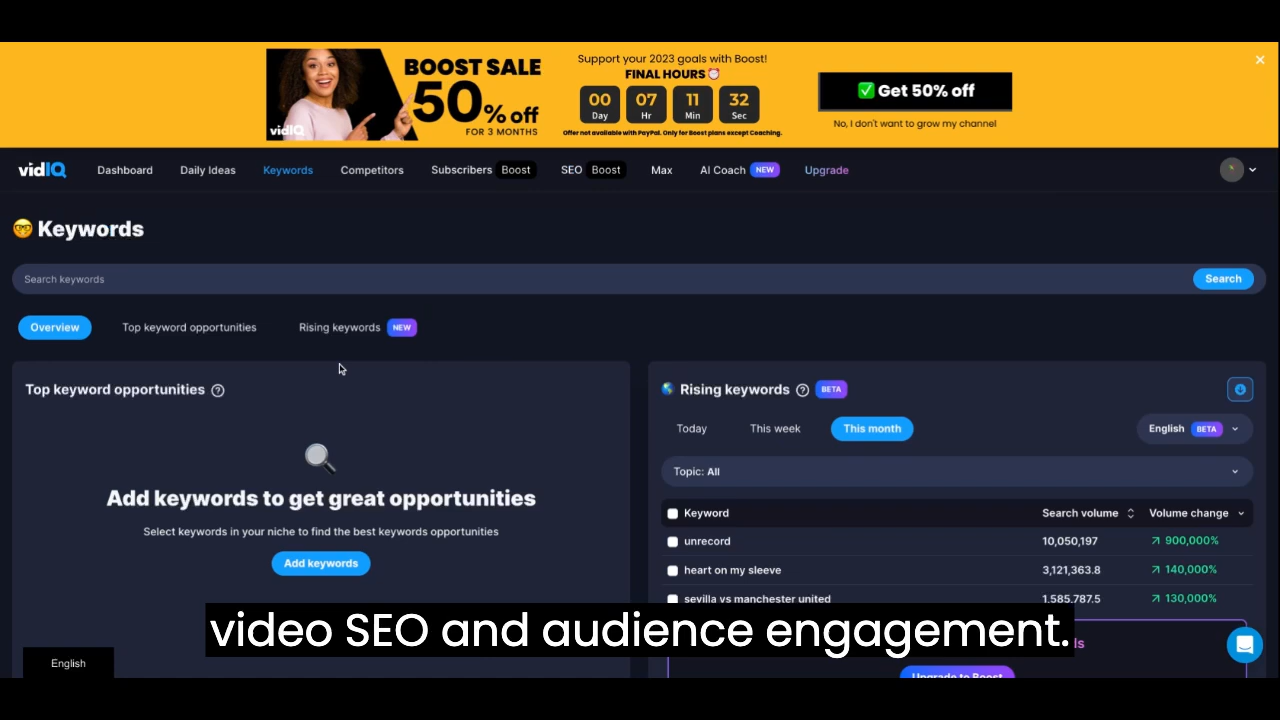 BOOST SALE
50% off
FOR 3 MONTHS
vidIQ
Support your 2023 goals with Boost!
FINAL HOURS
00 07 11 32
Day Hr Min Sec
Offer not available with PayPal. Only for Boost plans except Coaching.
Get 50% off
No, I don't want to grow my channel
vidIQ Dashboard Daily Ideas Keywords Competitors Subscribers Boost SEO Boost Max AI Coach NEW Upgrade
Keywords
Search keywords Search
Overview Top keyword opportunities Rising keywords NEW
Top keyword opportunities
Add keywords to get great opportunities
Select keywords in your niche to find the best keywords opportunities
Add keywords
Rising keywords BETA
Today This week This month English BETA
Topic: All
Keyword Search volume Volume change
unrecord 10,050,197 900,000%
heart on my sleeve 3,121,363.8 140,000%
sevilla vs manchester united 1,585,787.5 130,000%
video SEO and audience engagement.
English
Upgrade to Boost